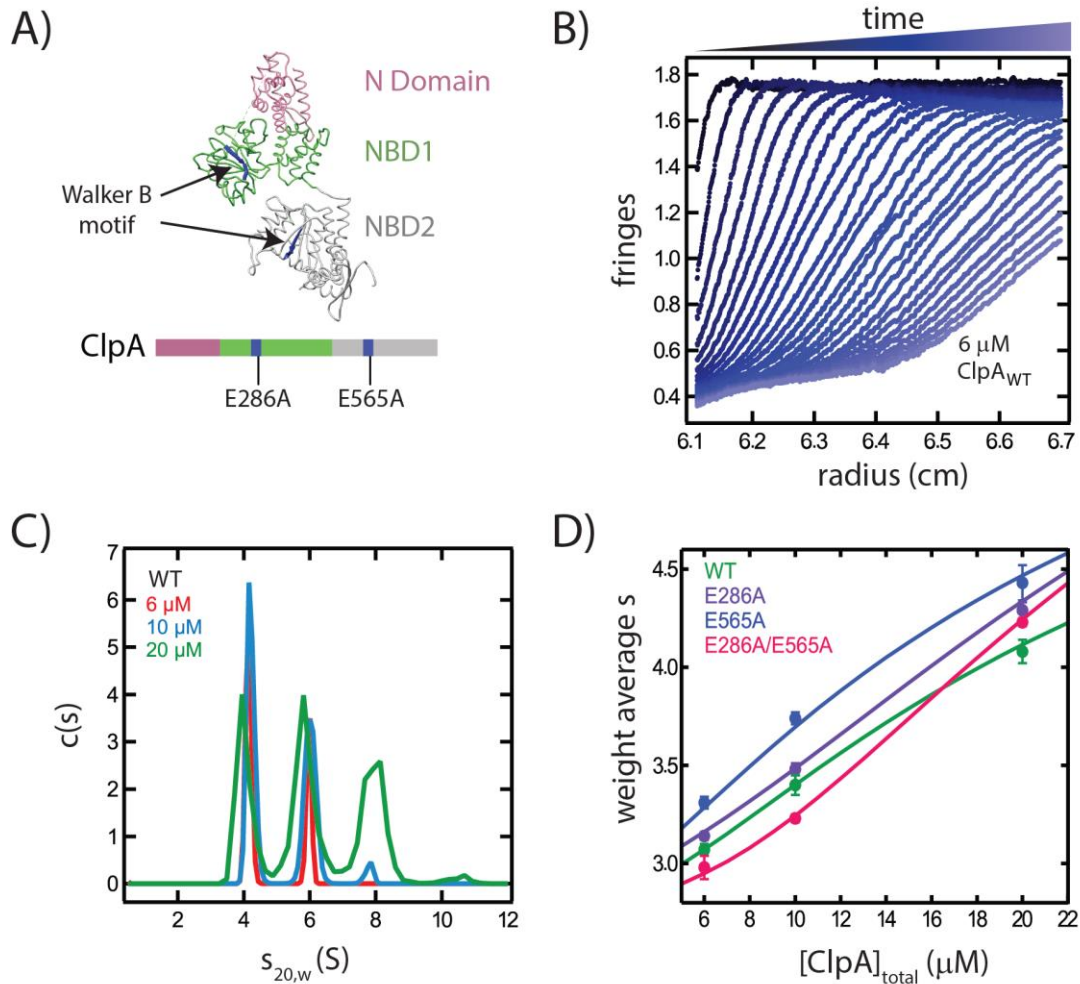 A)
N Domain
NBD1
Walker B
motif
NBD2
ClpA
E286A
E565A
B)
time
1.8
1.6
1.4
1.2
1.0
0.8
0.6
0.4
fringes
6 μM
ClpA_WT
6.1
6.2
6.3
6.4
6.5
6.6
6.7
radius (cm)
C)
7
6
5
4
3
2
1
0
c(s)
WT
6 μM
10 μM
20 μM
2
4
6
8
10
12
s_20,w (S)
D)
4.5
4.0
3.5
3.0
weight average s
WT
E286A
E565A
E286A/E565A
6
8
10
12
14
16
18
20
22
[ClpA]_total (μM)